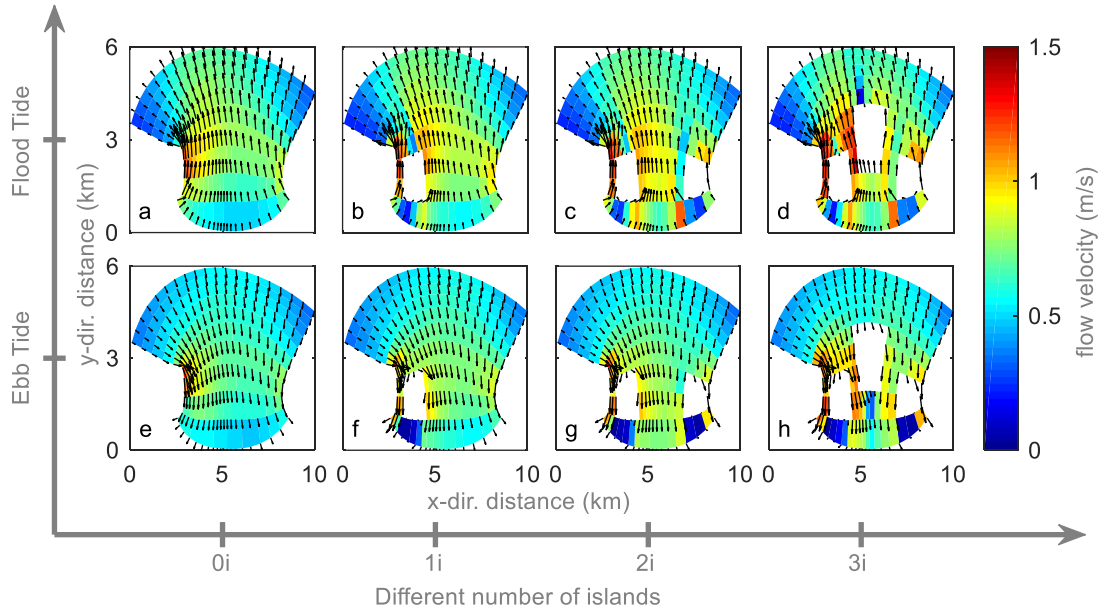 Flood Tide
Ebb Tide
y-dir. distance (km)
6
3
0
a
b
c
d
6
3
0
e
f
g
h
0 5 10
0 5 10
0 5 10
0 5 10
x-dir. distance (km)
1.5
1
0.5
0
flow velocity (m/s)
0i 1i 2i 3i
Different number of islands